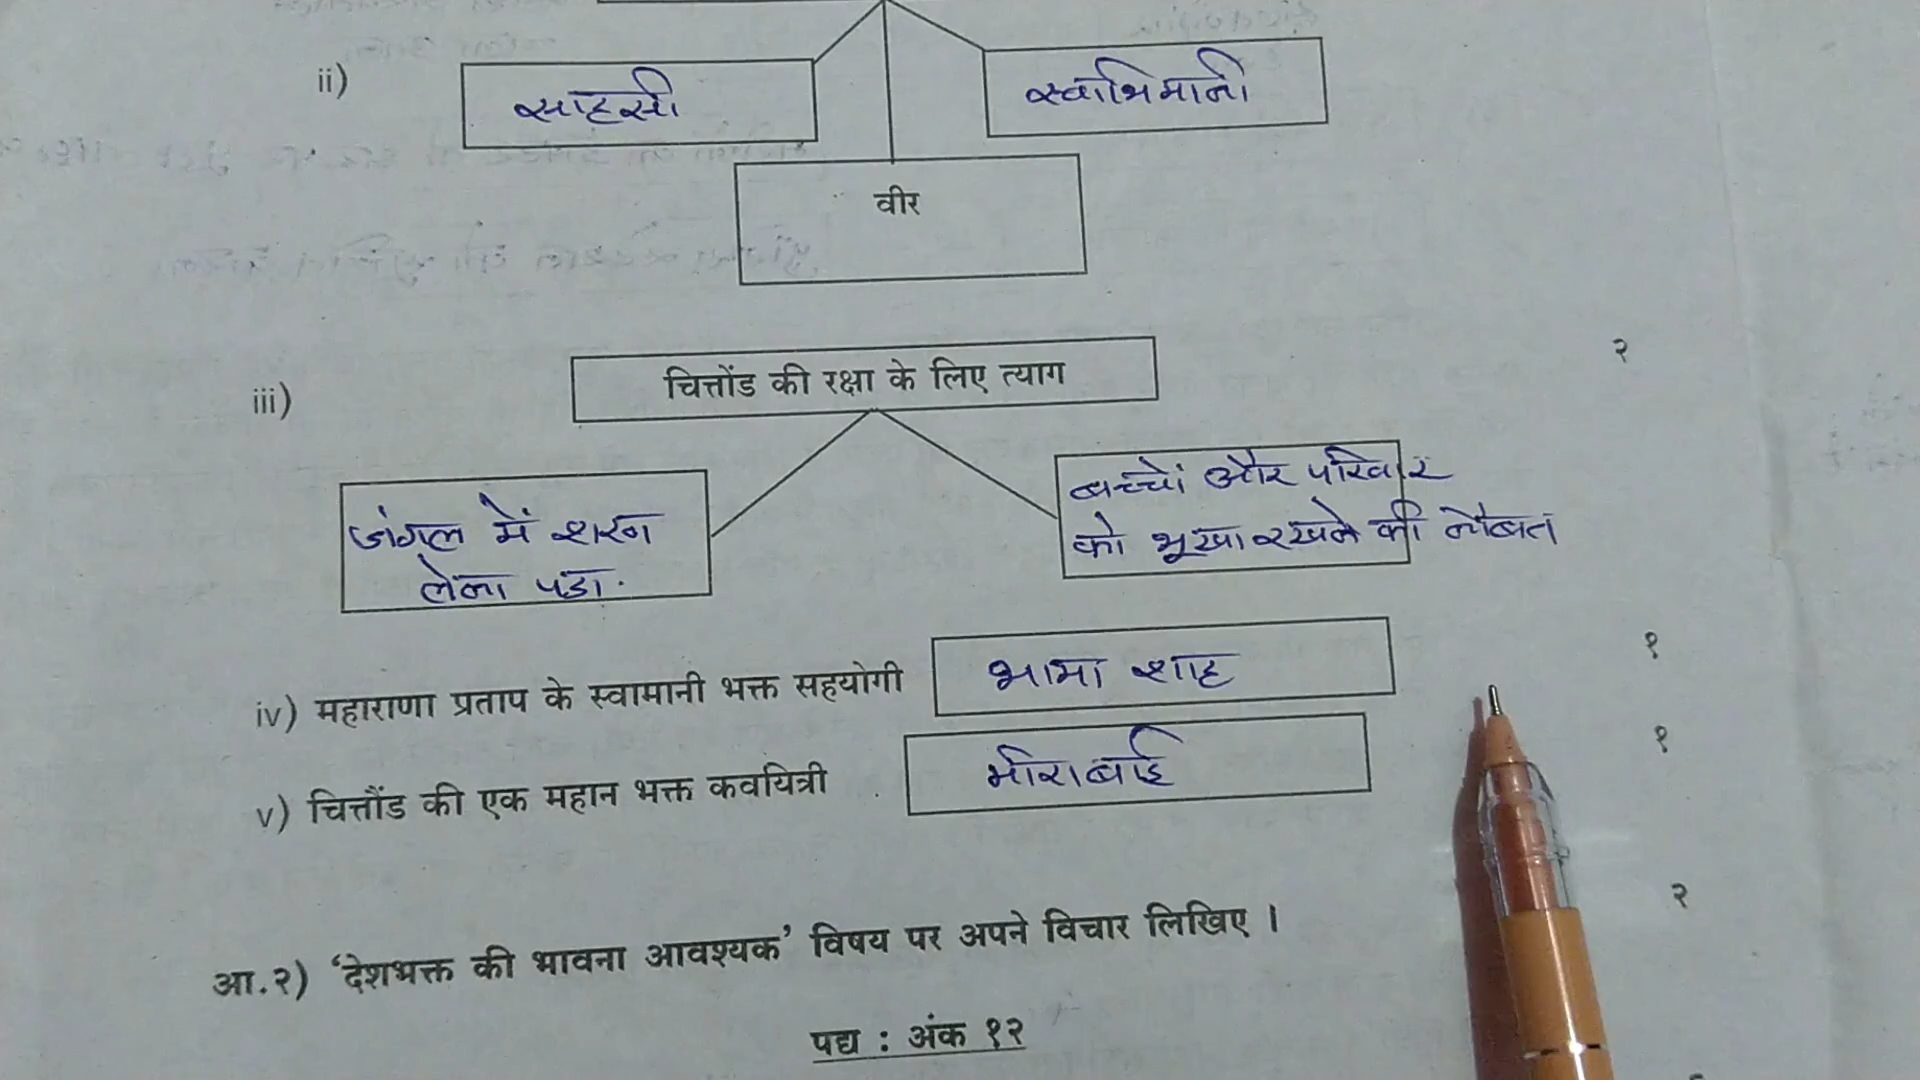 ii)
साहसी
स्वाभिमानी
वीर
iii)
चित्तोंड की रक्षा के लिए त्याग
२
जंगल में शरन
लेना पडा.
बच्चों और परिवार
को भूखा रखने की नौबत
iv) महाराणा प्रताप के स्वामानी भक्त सहयोगी
भामा शाह
१
v) चित्तौंड की एक महान भक्त कवयित्री
मीराबाई
१
आ.२) ‘देशभक्त की भावना आवश्यक’ विषय पर अपने विचार लिखिए ।
२
पद्य : अंक १२